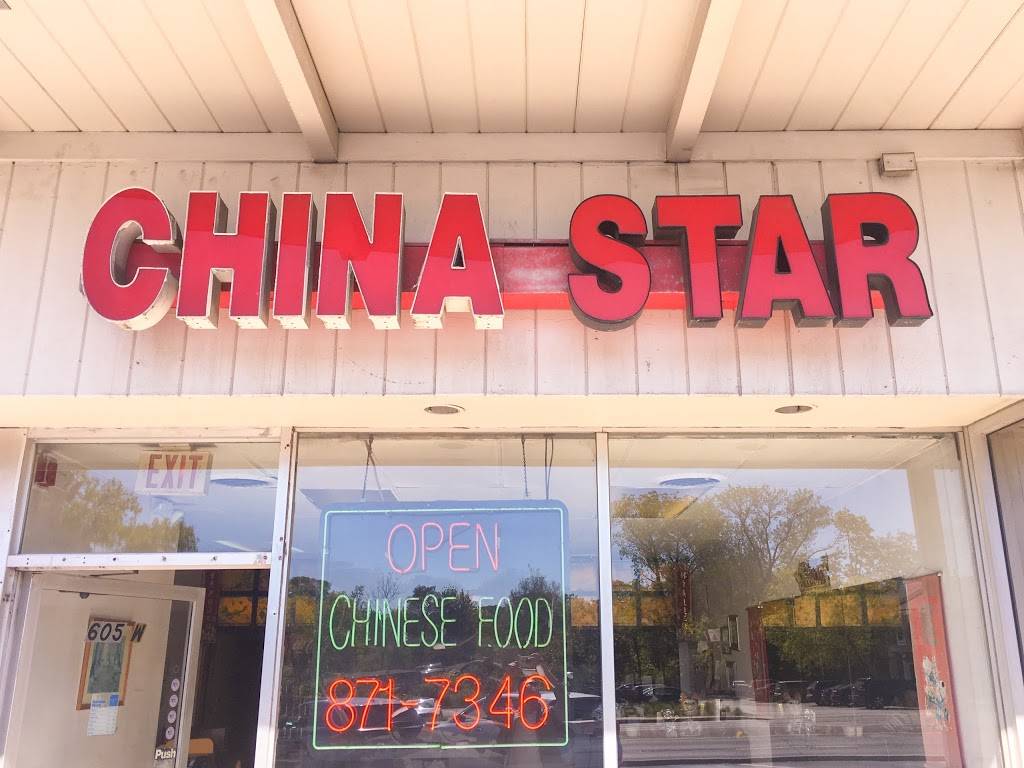 CHINA STAR
EXIT
OPEN
CHINESE FOOD
871-7346
605 W
Push